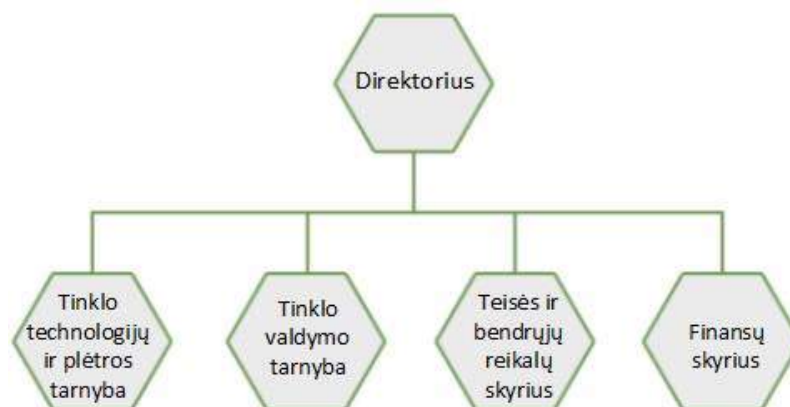 Direktorius
Tinklo
technologijų
ir plėtros
tarnyba
Tinklo
valdymo
tarnyba
Teisės ir
bendrųjų
reikalų
skyrius
Finansų
skyrius